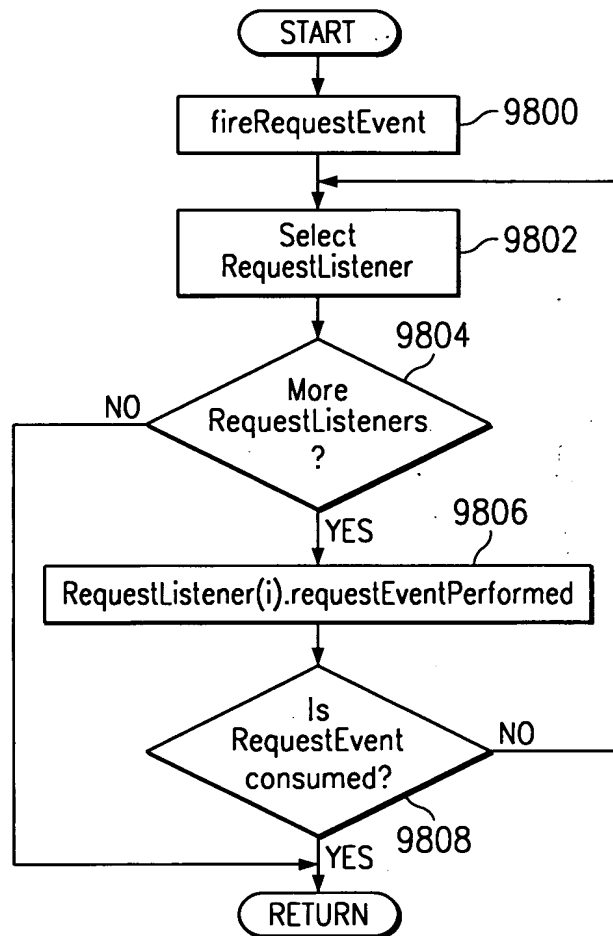 START
fireRequestEvent
9800
Select
RequestListener
9802
9804
More
RequestListeners
?
NO
YES
9806
RequestListener(i).requestEventPerformed
Is
RequestEvent
consumed?
NO
9808
YES
RETURN